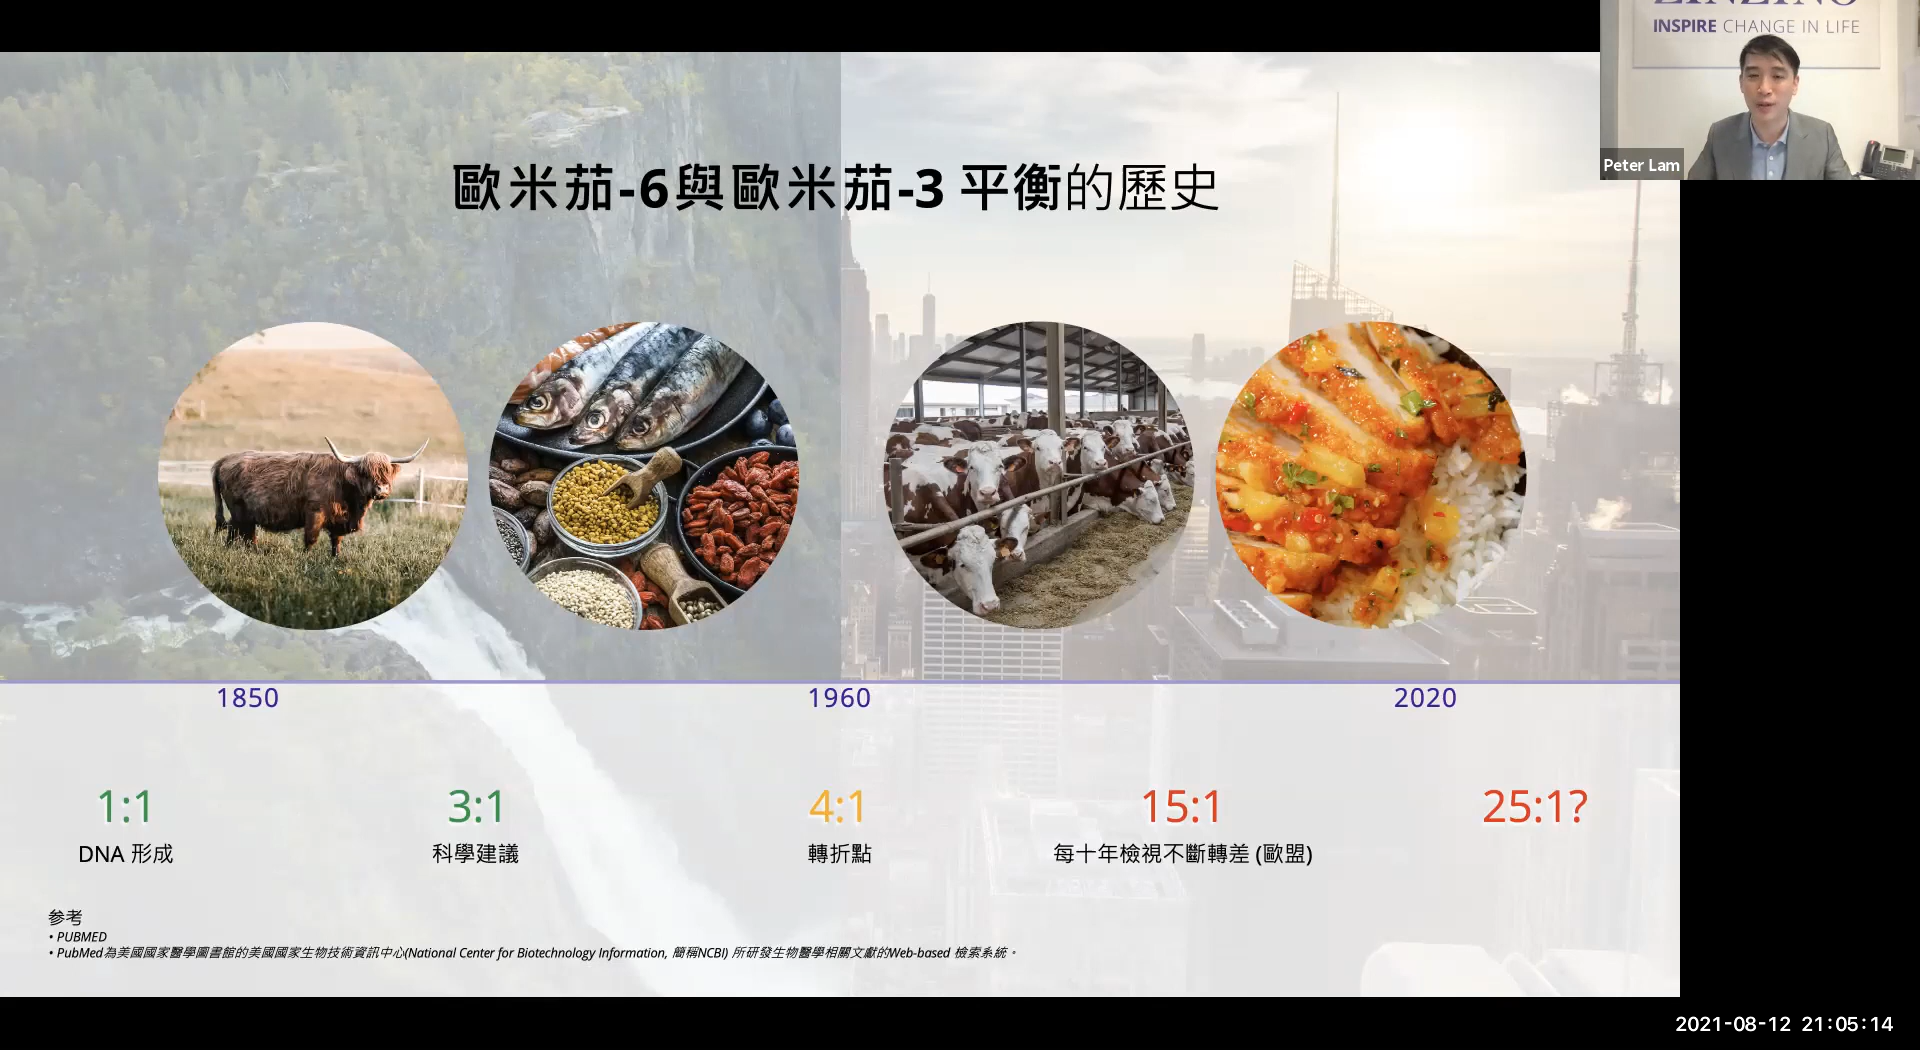 INSPIRE CHANGE IN LIFE
Peter Lam
歐米茄-6與歐米茄-3 平衡的歷史
1850
1960
2020
1:1
3:1
4:1
15:1
25:1?
DNA 形成
科學建議
轉折點
每十年檢視不斷轉差 (歐盟)
参考
• PUBMED
• PubMed為美國國家醫學圖書館的美國國家生物技術資訊中心(National Center for Biotechnology Information, 簡稱NCBI) 所研發生物醫學相關文獻的Web-based 檢索系統。
2021-08-12 21:05:14